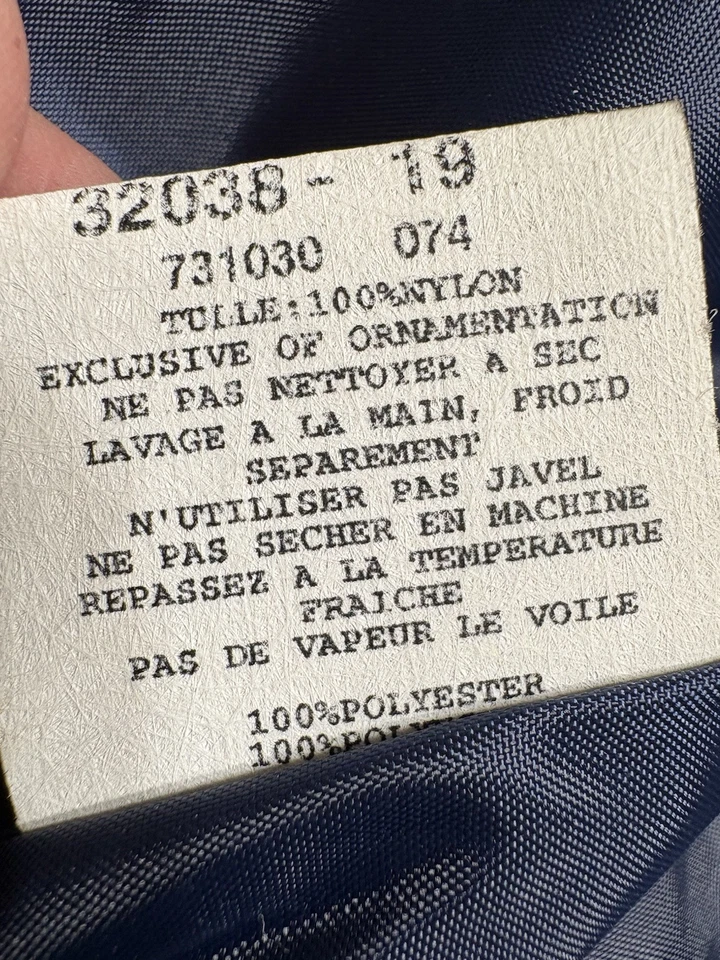 32038- 19
731030 074
TULLE:100%NYLON
EXCLUSIVE OF ORNAMENTATION
NE PAS NETTOYER A SEC
LAVAGE A LA MAIN, FROID
SEPAREMENT
N'UTILISER PAS JAVEL
NE PAS SECHER EN MACHINE
REPASSEZ A LA TEMPERATURE
FRAICHE
PAS DE VAPEUR LE VOILE
100%POLYESTER
100%